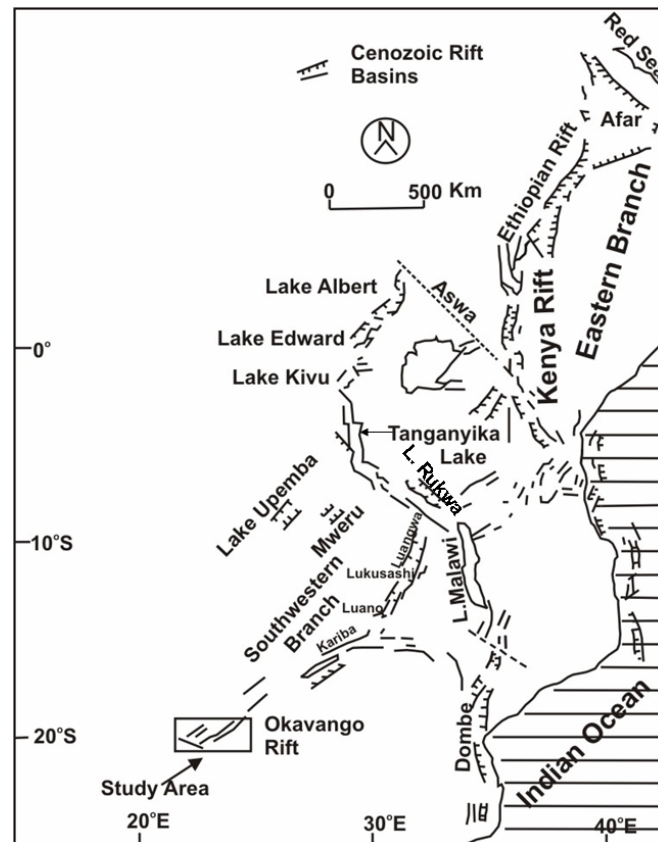 Cenozoic Rift
Basins
N
0 500 Km
Red Sea
Afar
Ethiopian Rift
Kenya Rift
Eastern Branch
Aswa
Lake Albert
Lake Edward
Lake Kivu
0°
Tanganyika
Lake
L. Rukwa
Lake Upemba
Mweru
10°S
Luangwa
Lukusashi
Luano
L.Malawi
Southwestern
Branch
Kariba
Okavango
Rift
20°S
Dombe
Indian Ocean
Study Area
20°E
30°E
40°E